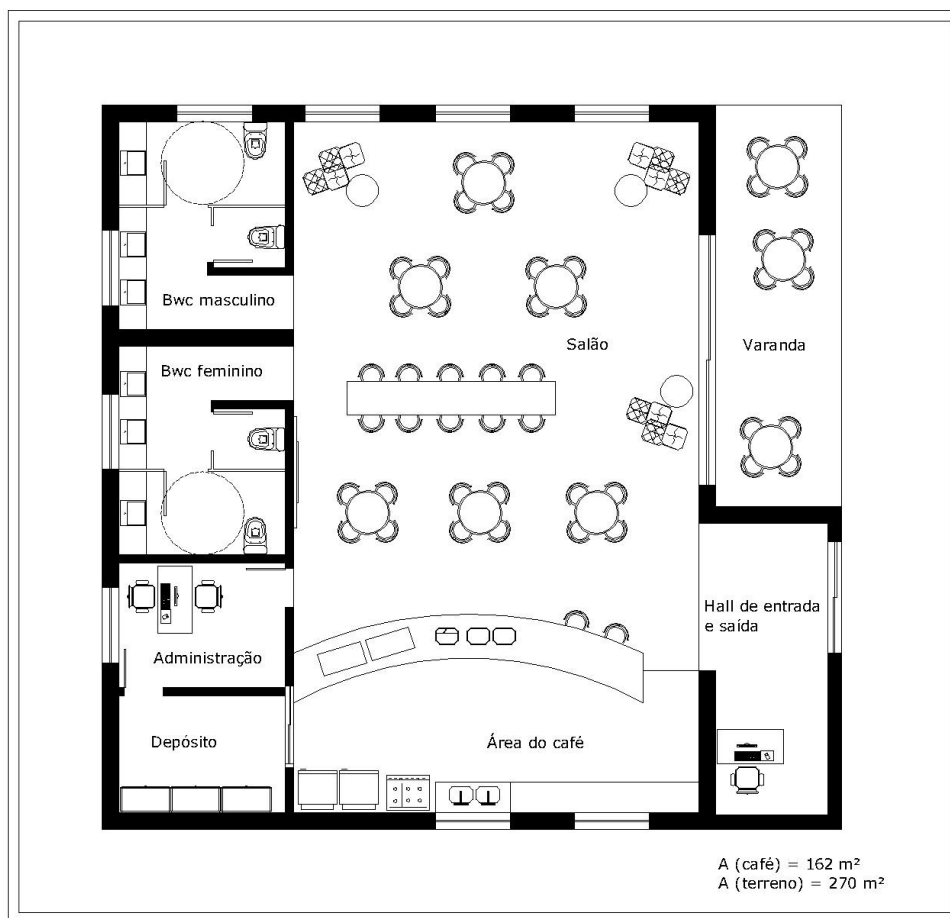 Bwc masculino
Bwc feminino
Salão
Varanda
Hall de entrada
e saída
Administração
Depósito
Área do café
A (café) = 162 m²
A (terreno) = 270 m²